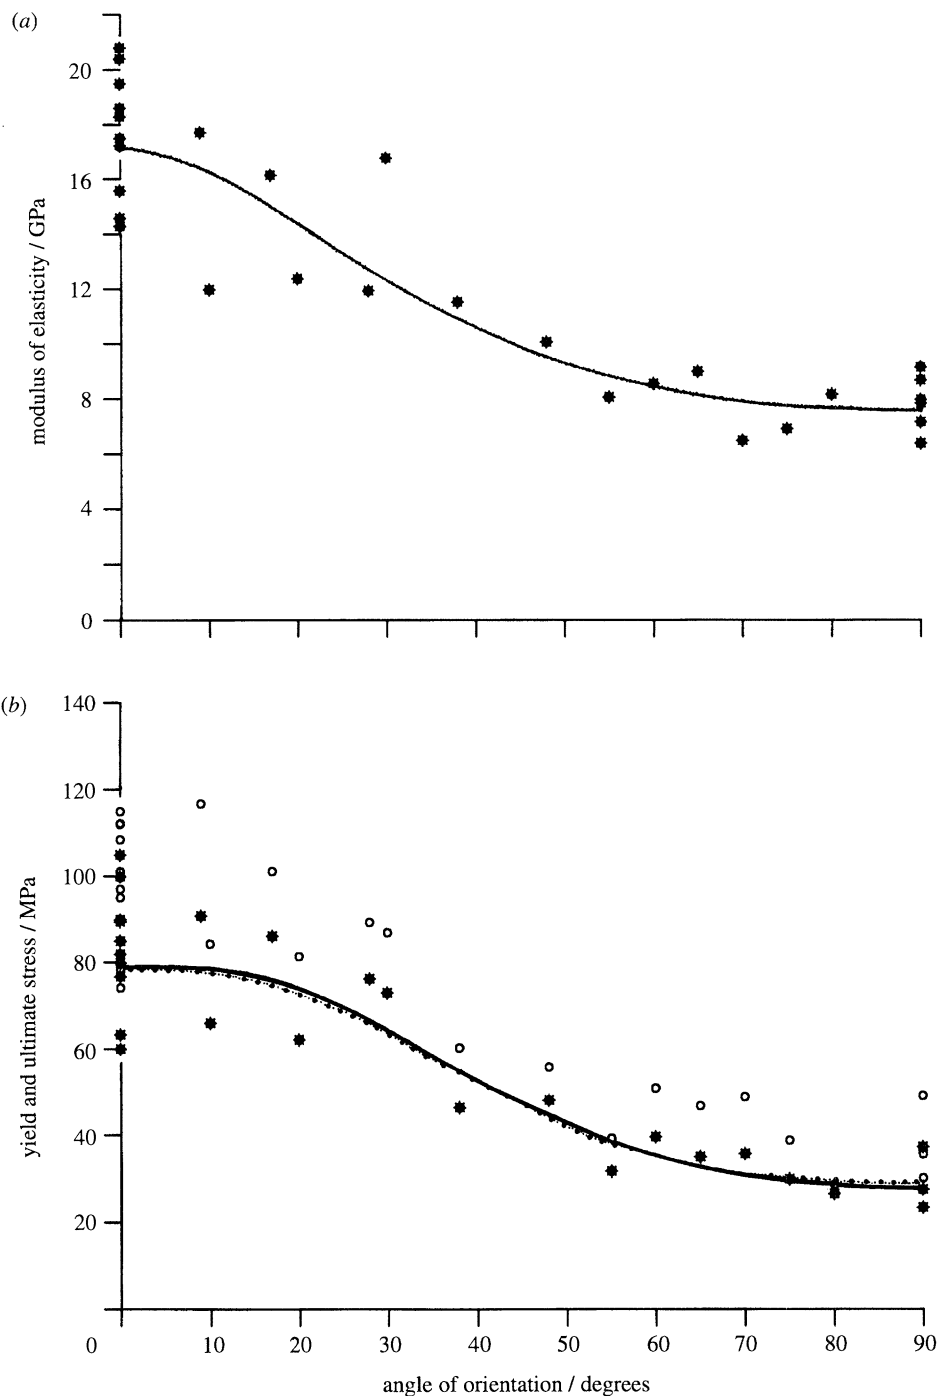 (a)
20
16
12
8
4
0
modulus of elasticity / GPa
(b)
140
120
100
80
60
40
20
yield and ultimate stress / MPa
0 10 20 30 40 50 60 70 80 90
angle of orientation / degrees